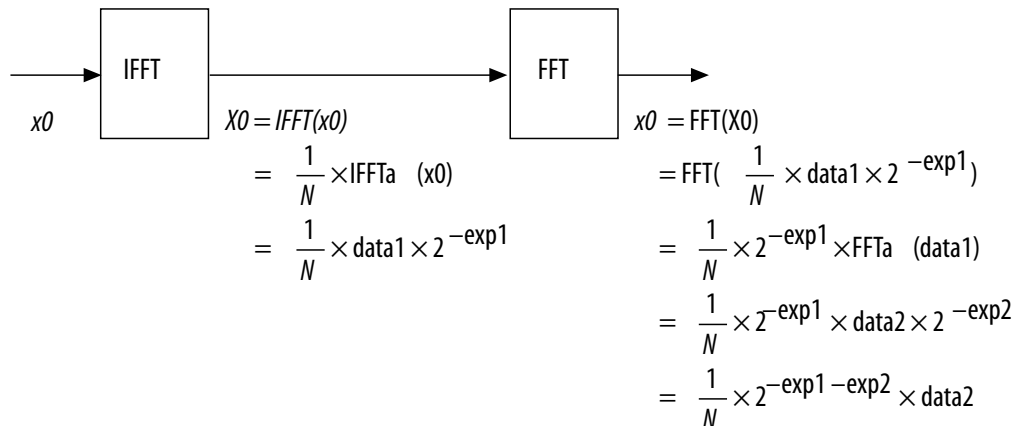 IFFT
FFT
x0
X0 = IFFT(x0)
= 1/N × IFFTa (x0)
= 1/N × data1 × 2^–exp1
x0 = FFT(X0)
= FFT( 1/N × data1 × 2^–exp1)
= 1/N × 2^–exp1 × FFTa (data1)
= 1/N × 2^–exp1 × data2 × 2^–exp2
= 1/N × 2^–exp1 –exp2 × data2